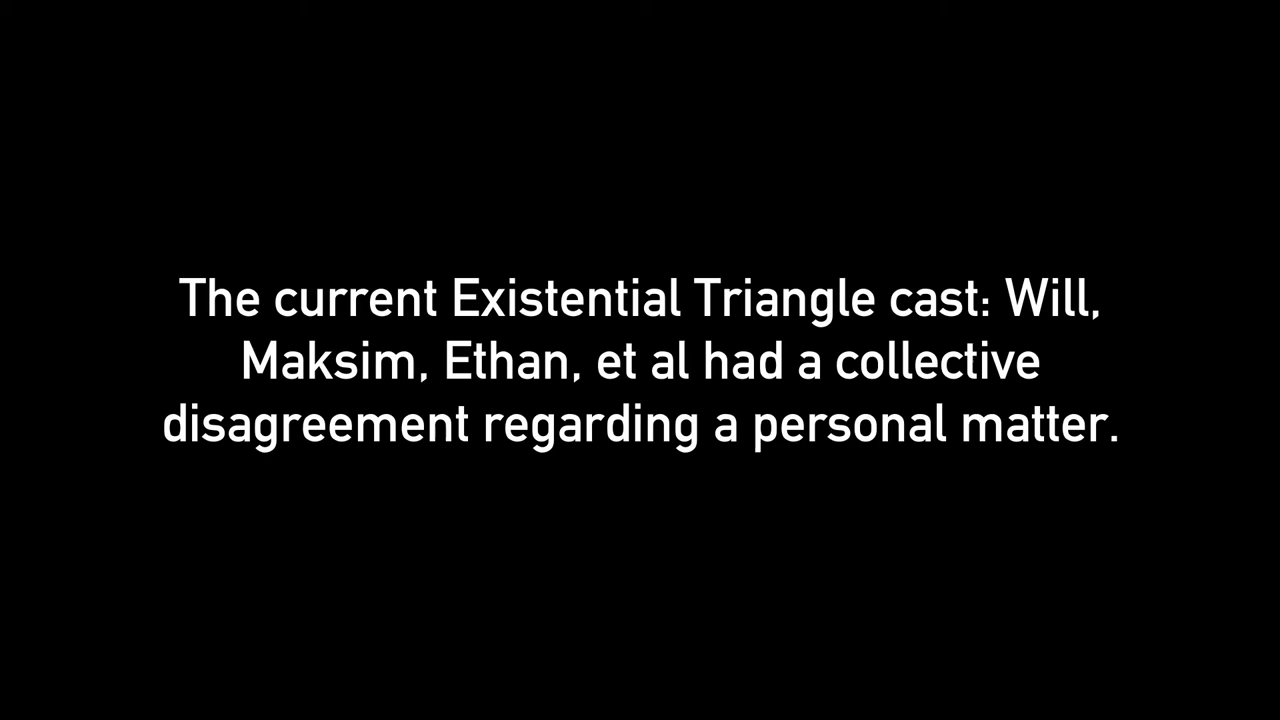 The current Existential Triangle cast: Will,
Maksim, Ethan, et al had a collective
disagreement regarding a personal matter.